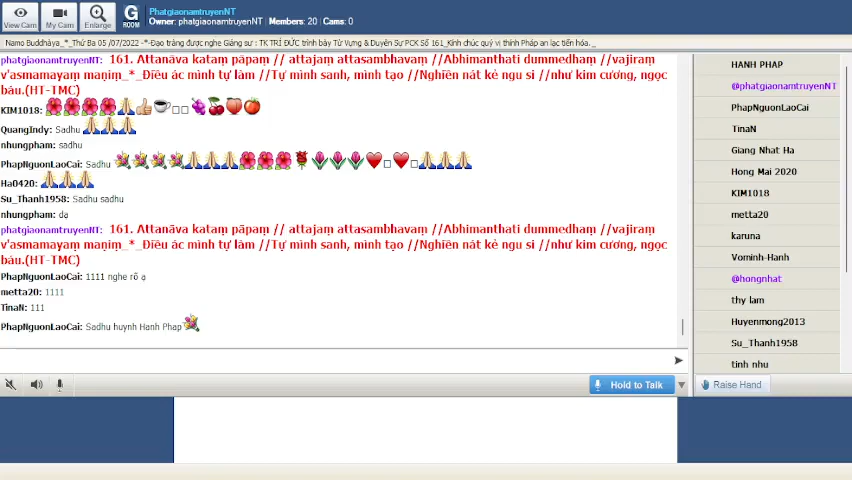 View Cam
My Cam
Enlarge
G
ROOM
PhatgiaonamtruyenNT
Owner: phatgiaonamtruyenNT | Members: 20 | Cams: 0
Namo Buddhàya_*_Thứ Ba 05 /07/2022 -*-Đạo tràng được nghe Giảng sư : TK TRÍ ĐỨC trình bày Từ Vựng & Duyên Sự PCK Số 161_Kính chúc quý vị thính Pháp an lạc tiến hóa. _
phatgiaonamtruyenNT: 161. Attanāva kataṃ pāpaṃ // attajaṃ attasambhavaṃ //Abhimanthati dummedhaṃ //vajiraṃ
v'asmamayaṃ maṇiṃ_*_Điều ác mình tự làm //Tự mình sanh, mình tạo //Nghiền nát kẻ ngu si //như kim cương, ngọc
báu.(HT-TMC)
KIM1018:
QuangIndy: Sadhu
nhungpham: sadhu
PhapNguonLaoCai: Sadhu
Ha0420:
Su_Thanh1958: Sadhu sadhu
nhungpham: dạ
phatgiaonamtruyenNT: 161. Attanāva kataṃ pāpaṃ // attajaṃ attasambhavaṃ //Abhimanthati dummedhaṃ //vajiraṃ
v'asmamayaṃ maṇiṃ_*_Điều ác mình tự làm //Tự mình sanh, mình tạo //Nghiền nát kẻ ngu si //như kim cương, ngọc
báu.(HT-TMC)
PhapNguonLaoCai: 1111 nghe rõ ạ
metta20: 1111
TinaN: 111
PhapNguonLaoCai: Sadhu huynh Hanh Phap
HANH PHAP
@phatgiaonamtruyenNT
PhapNguonLaoCai
TinaN
Giang Nhat Ha
Hong Mai 2020
KIM1018
metta20
karuna
Vominh-Hanh
@hongnhat
thy lam
Huyenmong2013
Su_Thanh1958
tinh nhu
Hold to Talk
Raise Hand